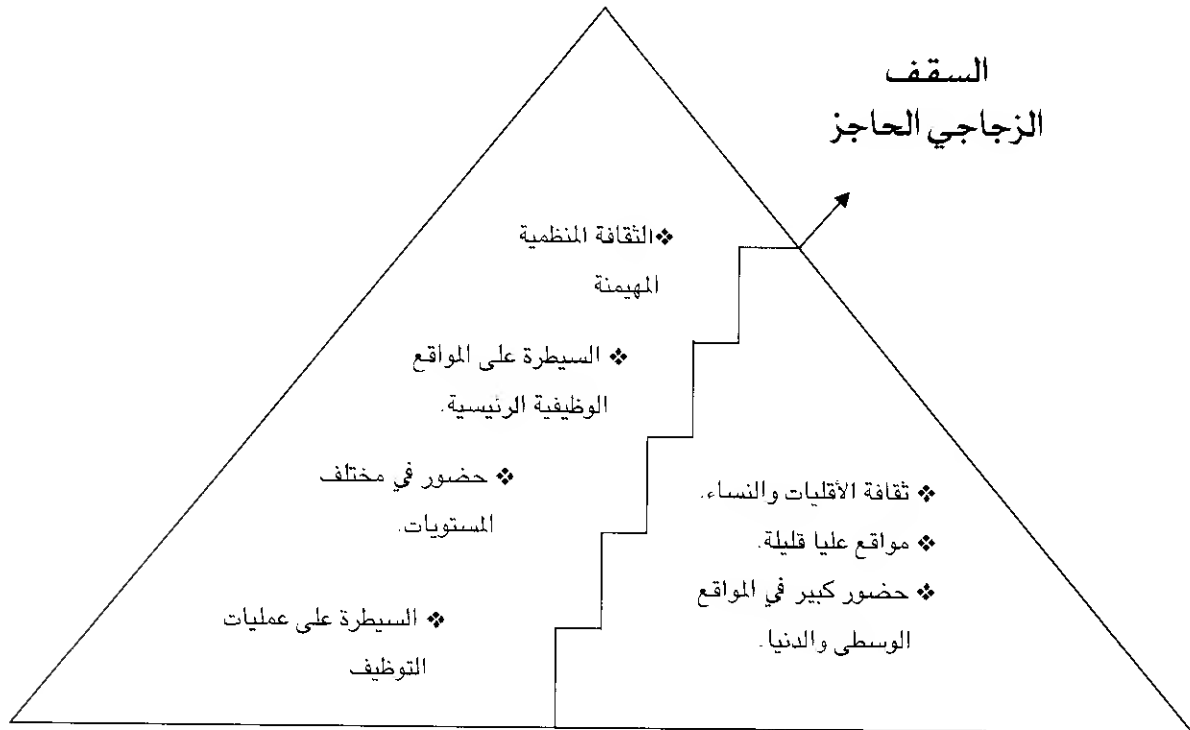 السقف
الزجاجي الحاجز
❖الثقافة المنظمية
المهيمنة
❖ السيطرة على المواقع
الوظيفية الرئيسية.
❖ حضور في مختلف
المستويات.
❖ السيطرة على عمليات
التوظيف
❖ ثقافة الأقليات والنساء.
❖ مواقع عليا قليلة.
❖ حضور كبير في المواقع
الوسطى والدنيا.